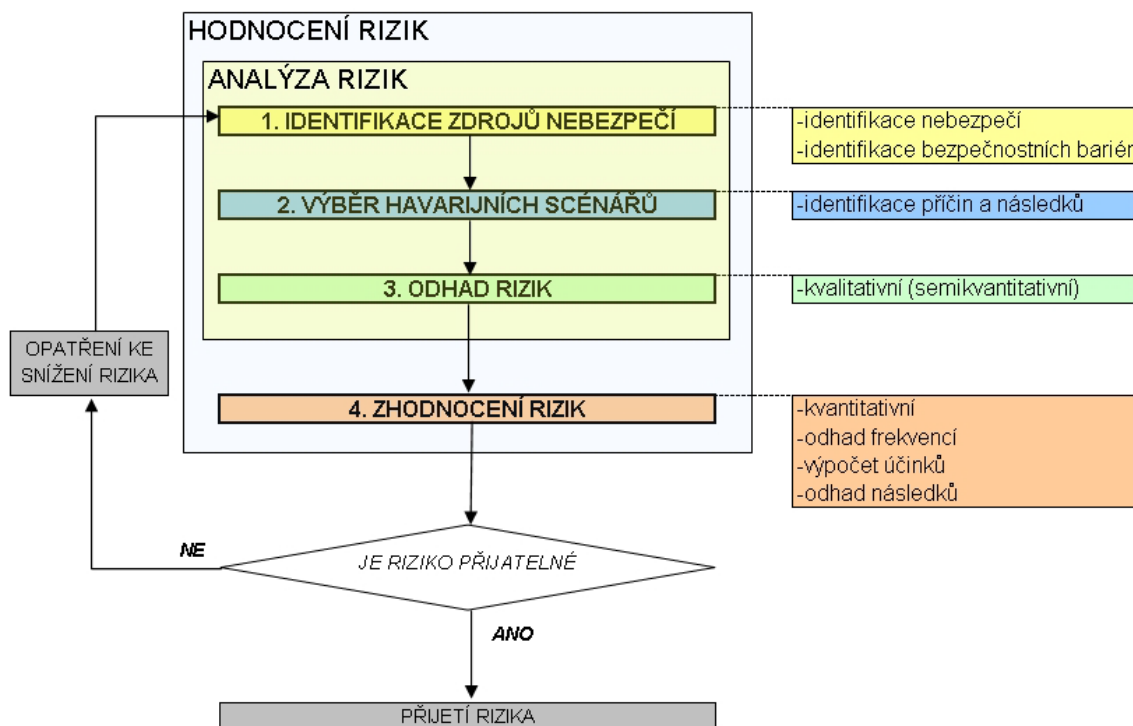 HODNOCENÍ RIZIK
ANALÝZA RIZIK
1. IDENTIFIKACE ZDROJŮ NEBEZPEČÍ
-identifikace nebezpečí
-identifikace bezpečnostních bariér
2. VÝBĚR HAVARIJNÍCH SCÉNÁŘŮ
-identifikace příčin a následků
3. ODHAD RIZIK
-kvalitativní (semikvantitativní)
OPATŘENÍ KE
SNÍŽENÍ RIZIKA
4. ZHODNOCENÍ RIZIK
-kvantitativní
-odhad frekvencí
-výpočet účinků
-odhad následků
NE
JE RIZIKO PŘIJATELNÉ
ANO
PŘIJETÍ RIZIKA